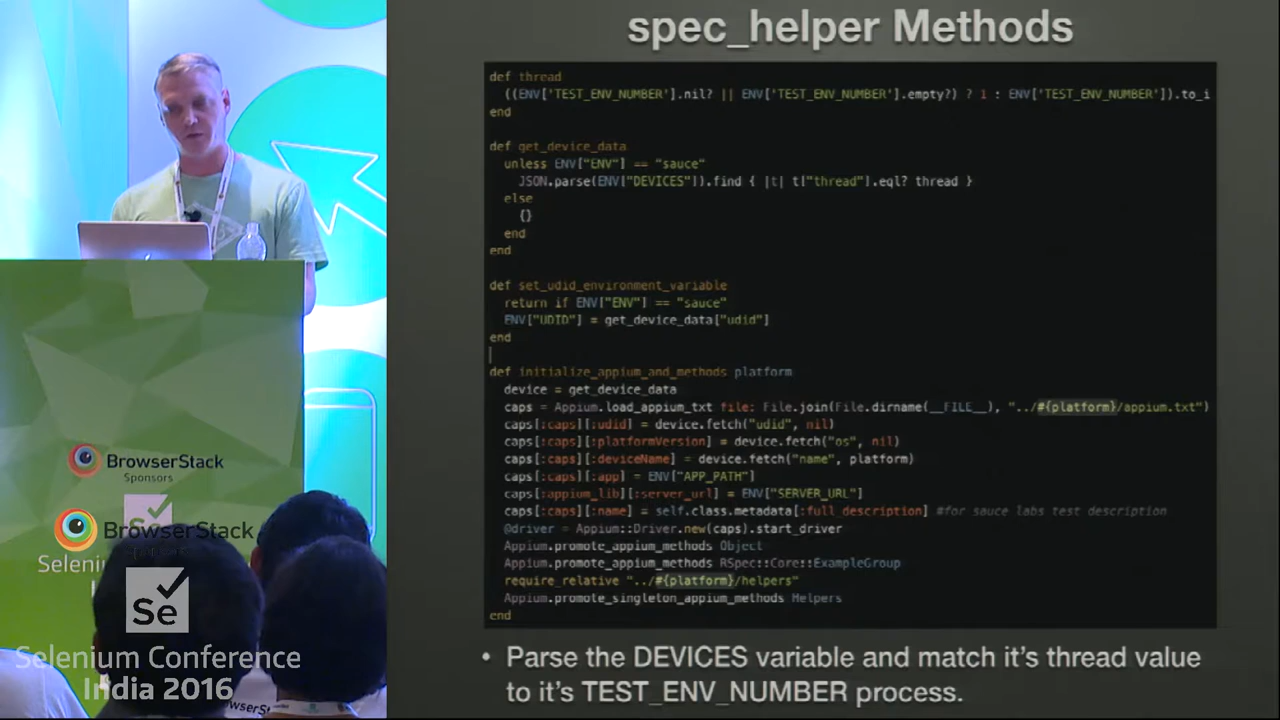 spec_helper Methods
def thread
((ENV['TEST_ENV_NUMBER'].nil? || ENV['TEST_ENV_NUMBER'].empty?) ? 1 : ENV['TEST_ENV_NUMBER']).to_i
end
def get_device_data
unless ENV["ENV"] == "sauce"
JSON.parse(ENV["DEVICES"]).find { |t| t["thread"].eql? thread }
else
{}
end
end
def set_udid_environment_variable
return if ENV["ENV"] == "sauce"
ENV["UDID"] = get_device_data["udid"]
end
def initialize_appium_and_methods platform
device = get_device_data
caps = Appium.load_appium_txt file: File.join(File.dirname(__FILE__), "../#{platform}/appium.txt")
caps[:caps][:udid] = device.fetch("udid", nil)
caps[:caps][:platformVersion] = device.fetch("os", nil)
caps[:caps][:deviceName] = device.fetch("name", platform)
caps[:caps][:app] = ENV["APP_PATH"]
caps[:appium_lib][:server_url] = ENV["SERVER_URL"]
caps[:caps][:name] = self.class.metadata[:full_description] #for sauce labs test description
@driver = Appium::Driver.new(caps).start_driver
Appium.promote_appium_methods Object
Appium.promote_appium_methods RSpec::Core::ExampleGroup
require_relative "../#{platform}/helpers"
Appium.promote_singleton_appium_methods Helpers
end
• Parse the DEVICES variable and match it's thread value
to it's TEST_ENV_NUMBER process.
BrowserStack
Sponsors
BrowserStack
Se
Selenium Conference
India 2016